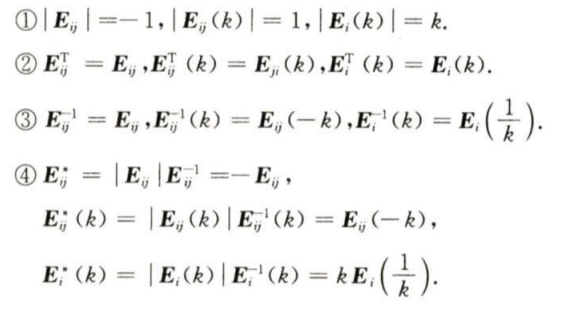 ① |E_{ij}| = −1, |E_{ij}(k)| = 1, |E_i(k)| = k.
② E_{ij}^T = E_{ij}, E_{ij}^T(k) = E_{ji}(k), E_i^T(k) = E_i(k).
③ E_{ij}^{-1} = E_{ij}, E_{ij}^{-1}(k) = E_{ij}(−k), E_i^{-1}(k) = E_i(1/k).
④ E_{ij}^* = |E_{ij}|E_{ij}^{-1} = −E_{ij},
E_{ij}^*(k) = |E_{ij}(k)|E_{ij}^{-1}(k) = E_{ij}(−k),
E_i^*(k) = |E_i(k)|E_i^{-1}(k) = kE_i(1/k).